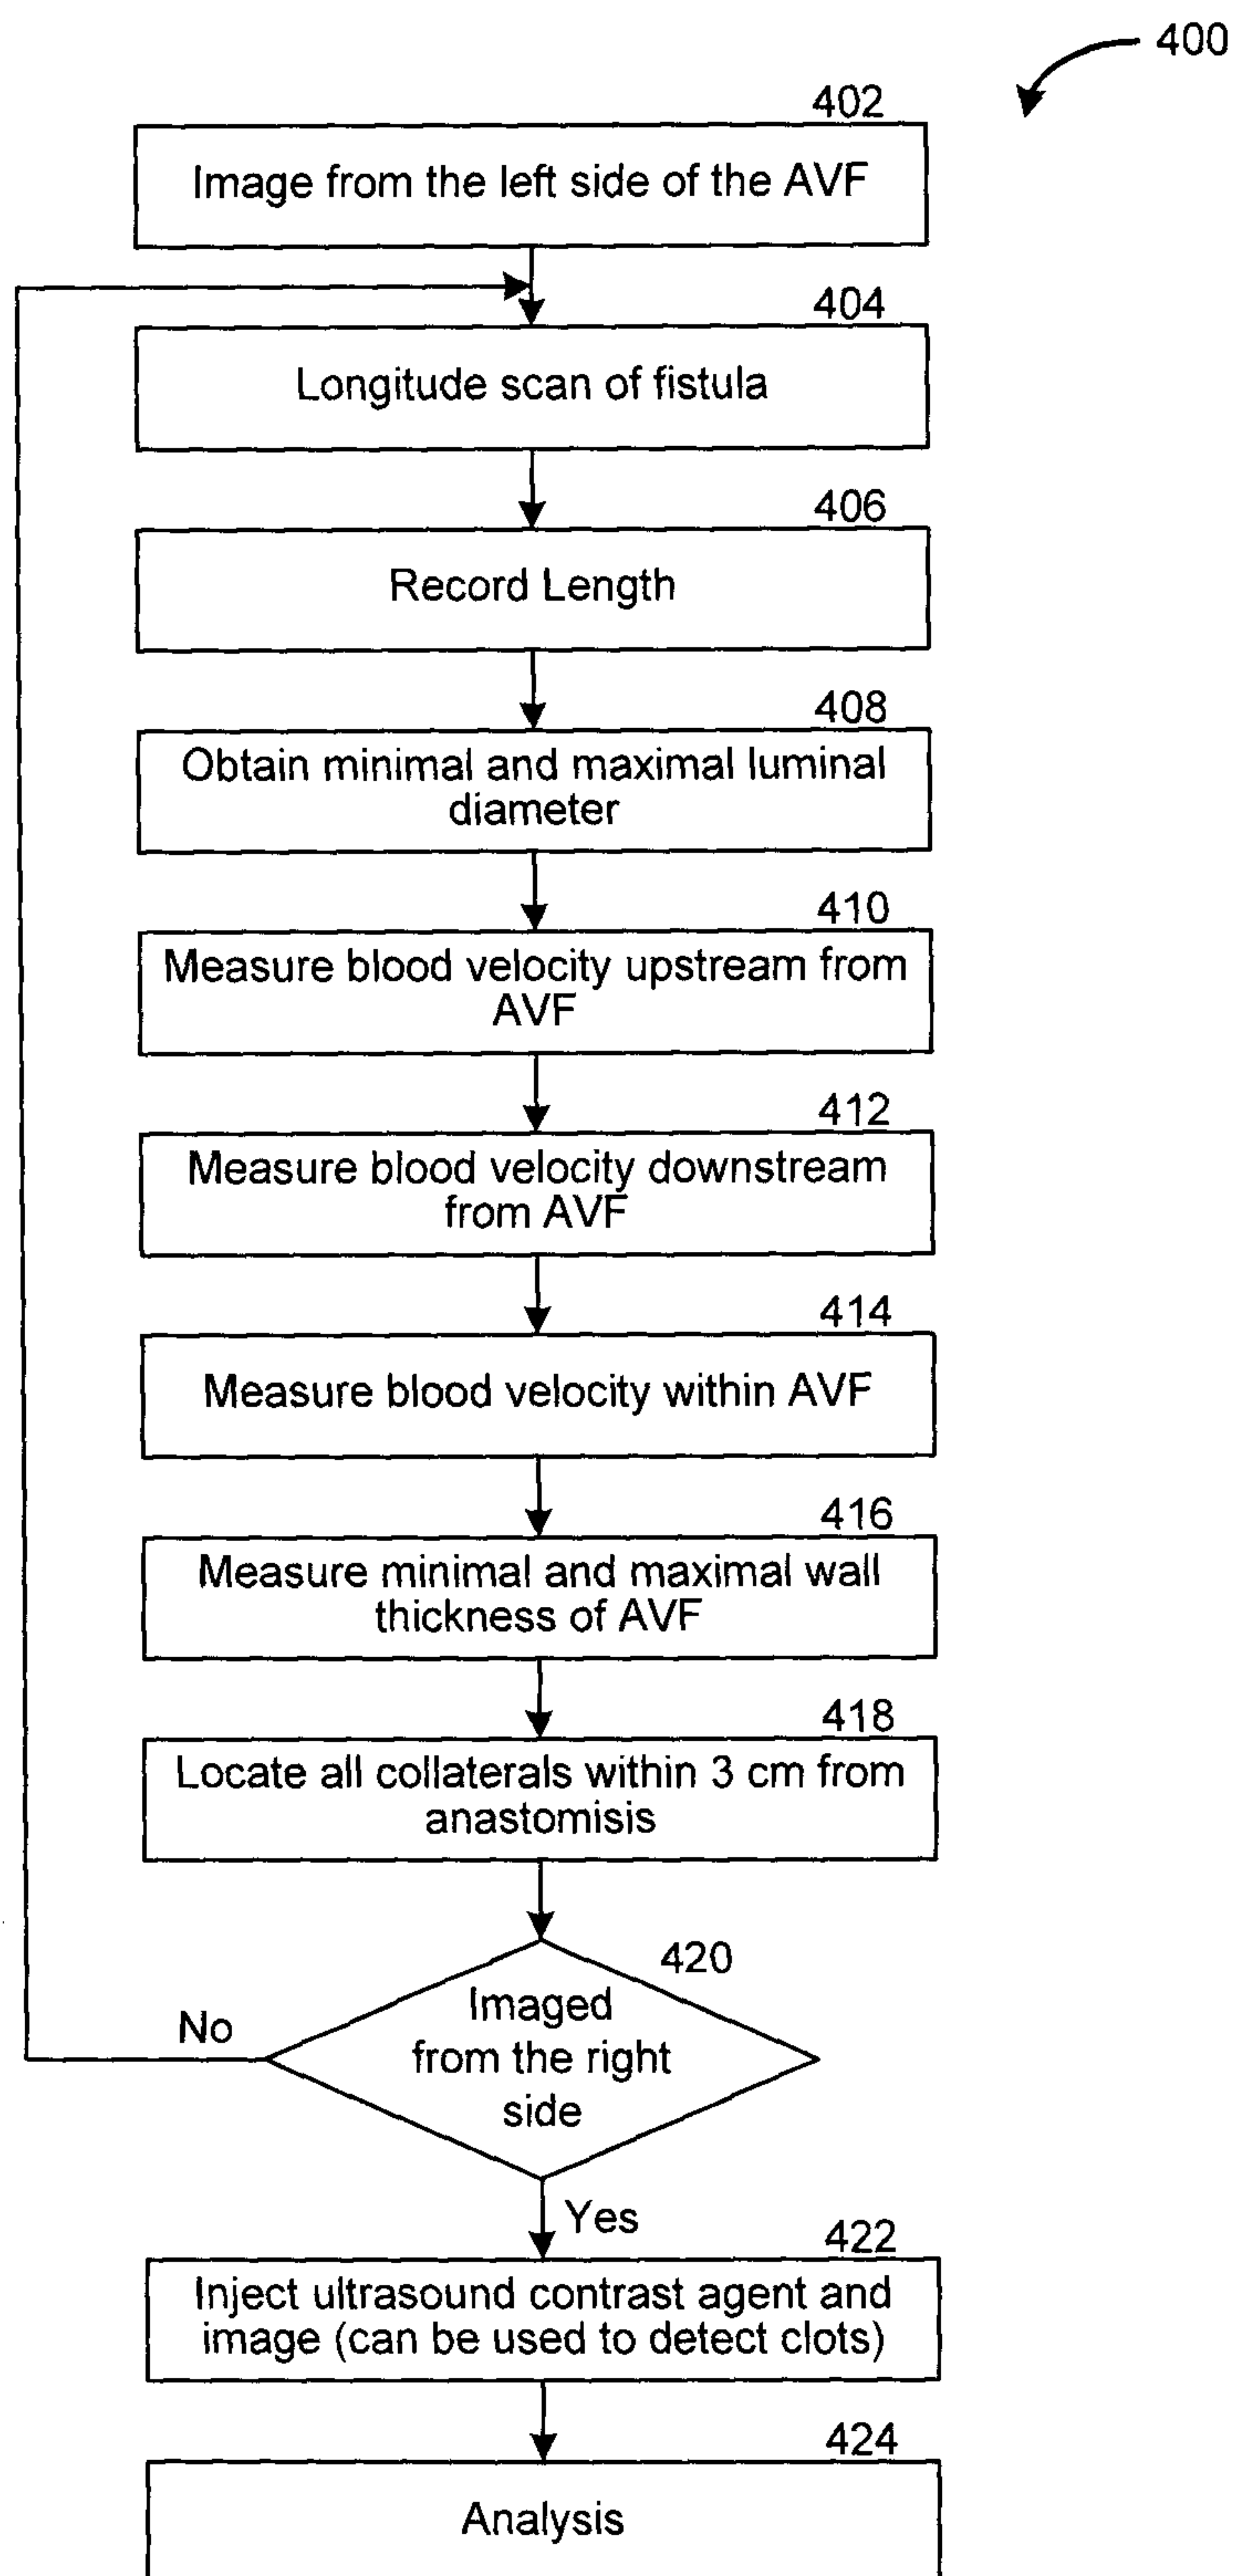 400
402
Image from the left side of the AVF
404
Longitude scan of fistula
406
Record Length
408
Obtain minimal and maximal luminal
diameter
410
Measure blood velocity upstream from
AVF
412
Measure blood velocity downstream
from AVF
414
Measure blood velocity within AVF
416
Measure minimal and maximal wall
thickness of AVF
418
Locate all collaterals within 3 cm from
anastomisis
420
Imaged
from the right
side
No
Yes
422
Inject ultrasound contrast agent and
image (can be used to detect clots)
424
Analysis